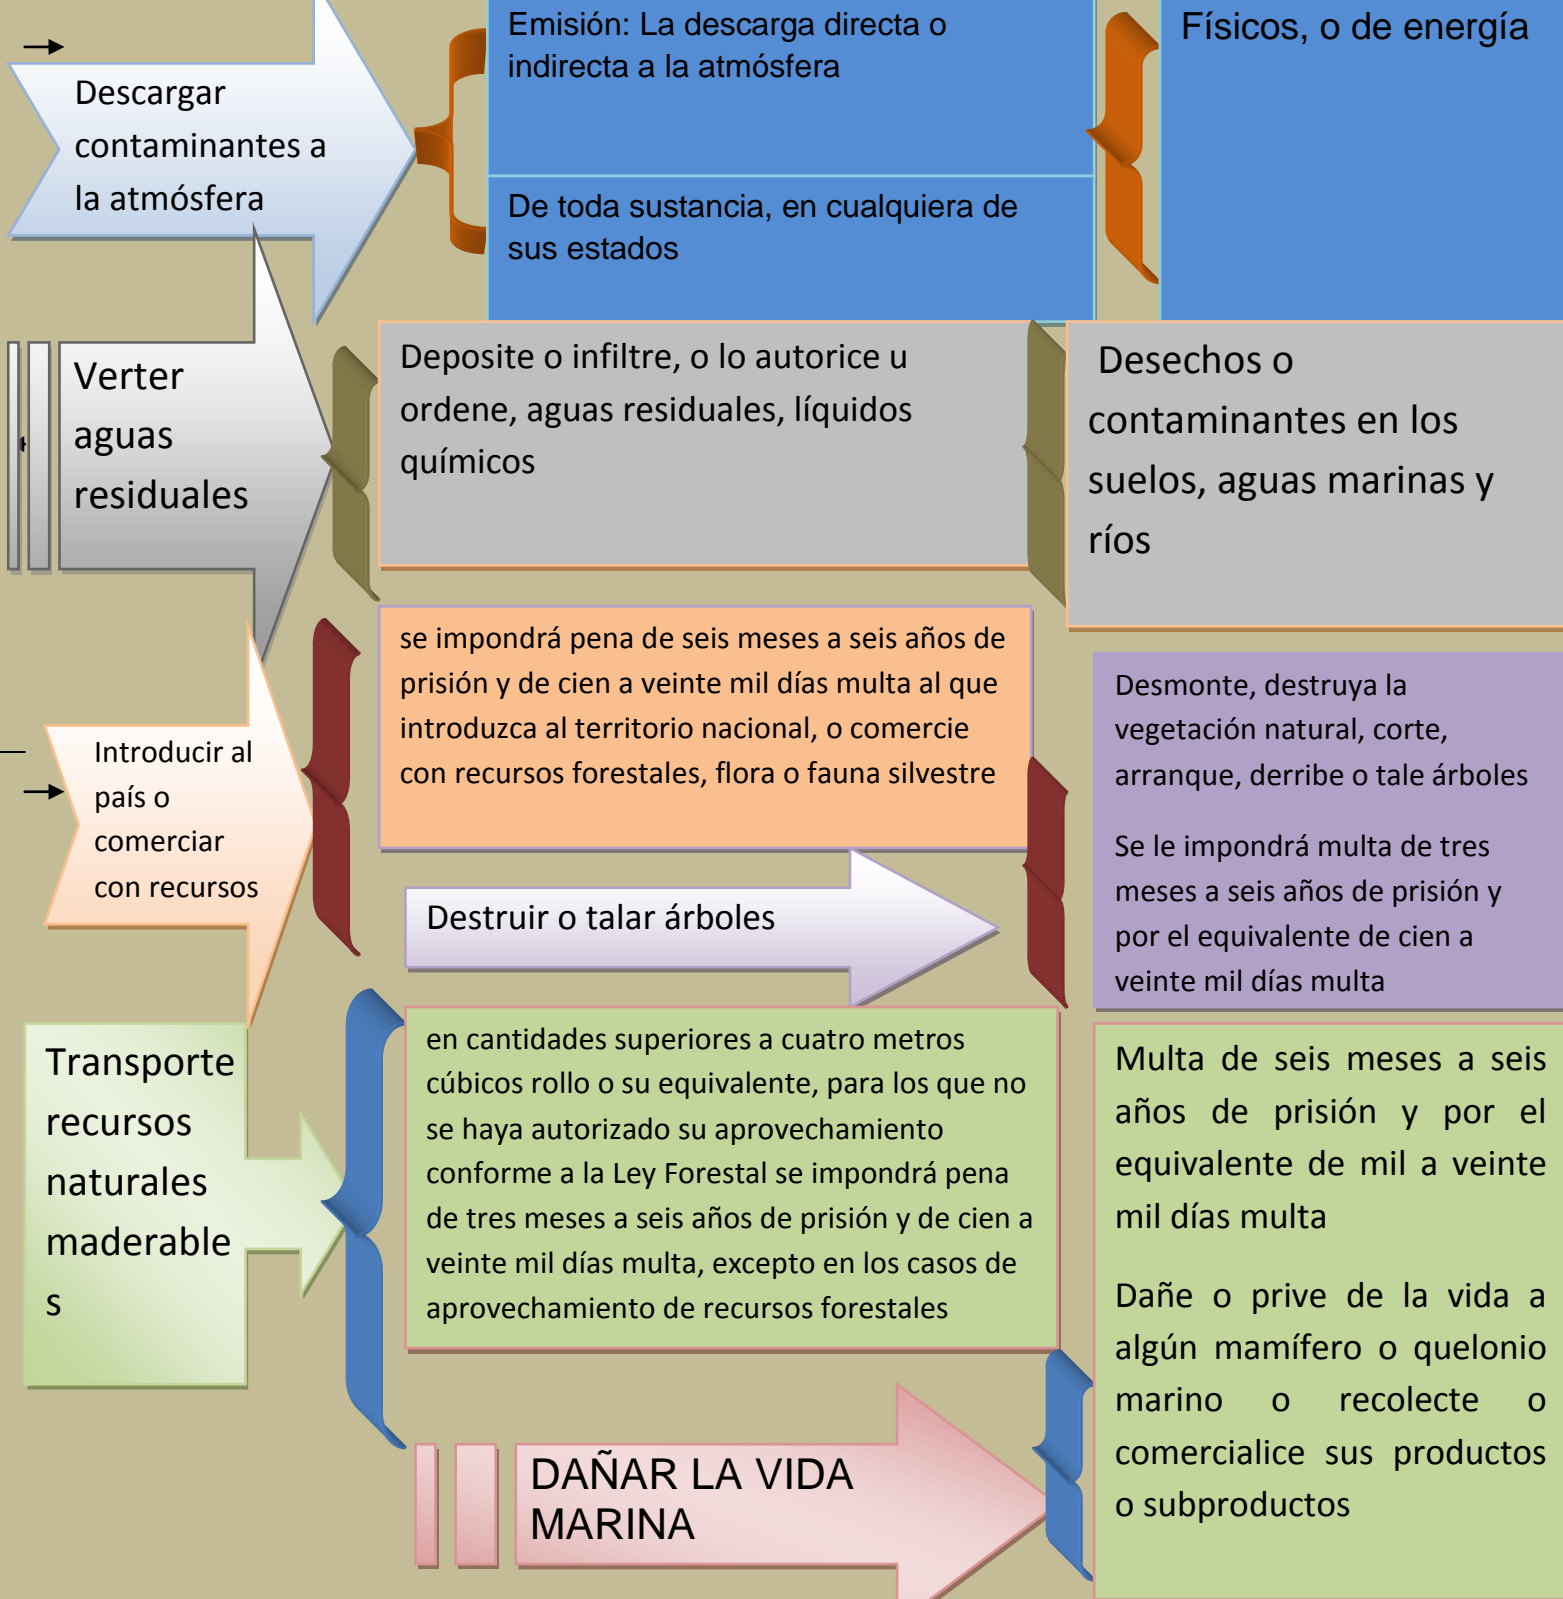 Descargar
contaminantes a
la atmósfera
Emisión: La descarga directa o
indirecta a la atmósfera
De toda sustancia, en cualquiera de
sus estados
Físicos, o de energía
Verter
aguas
residuales
Deposite o infiltre, o lo autorice u
ordene, aguas residuales, líquidos
químicos
Desechos o
contaminantes en los
suelos, aguas marinas y
ríos
Introducir al
país o
comerciar
con recursos
se impondrá pena de seis meses a seis años de
prisión y de cien a veinte mil días multa al que
introduzca al territorio nacional, o comercie
con recursos forestales, flora o fauna silvestre
Destruir o talar árboles
Desmonte, destruya la
vegetación natural, corte,
arranque, derribe o tale árboles
Se le impondrá multa de tres
meses a seis años de prisión y
por el equivalente de cien a
veinte mil días multa
Transporte
recursos
naturales
maderable
s
en cantidades superiores a cuatro metros
cúbicos rollo o su equivalente, para los que no
se haya autorizado su aprovechamiento
conforme a la Ley Forestal se impondrá pena
de tres meses a seis años de prisión y de cien a
veinte mil días multa, excepto en los casos de
aprovechamiento de recursos forestales
DAÑAR LA VIDA
MARINA
Multa de seis meses a seis
años de prisión y por el
equivalente de mil a veinte
mil días multa
Dañe o prive de la vida a
algún mamífero o quelonio
marino o recolecte o
comercialice sus productos
o subproductos